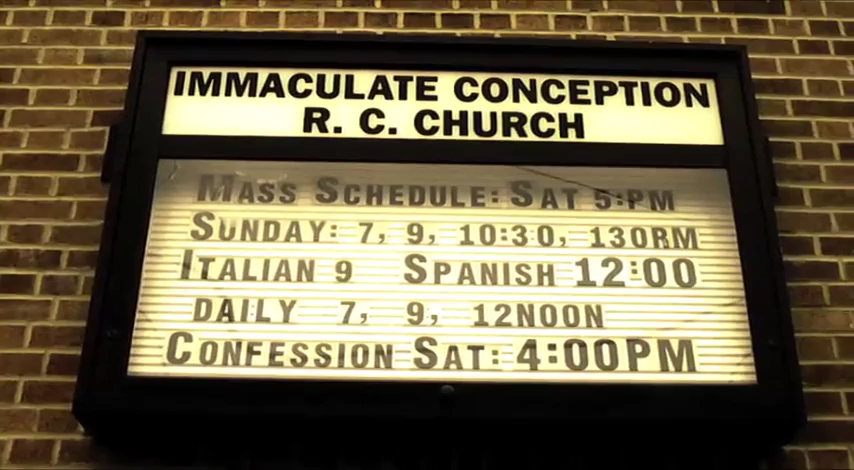 IMMACULATE CONCEPTION
R. C. CHURCH
MASS SCHEDULE: SAT 5:PM
SUNDAY: 7, 9, 10:30, 130PM
ITALIAN 9 SPANISH 12:00
DAILY 7, 9, 12NOON
CONFESSION SAT: 4:00PM